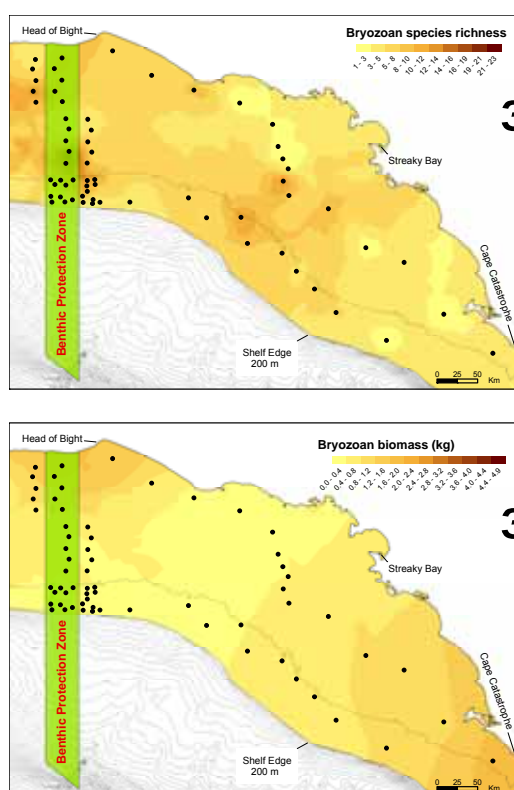 Head of Bight
Bryozoan species richness
1 - 3
3 - 5
5 - 8
8 - 10
10 - 12
12 - 14
14 - 16
16 - 19
19 - 21
21 - 23
3
Streaky Bay
Benthic Protection Zone
Cape Catastrophe
Shelf Edge
200 m
0 25 50
Km
Head of Bight
Bryozoan biomass (kg)
0.0 - 0.4
0.4 - 0.8
0.8 - 1.2
1.2 - 1.6
1.6 - 2.0
2.0 - 2.4
2.4 - 2.8
2.8 - 3.2
3.2 - 3.6
3.6 - 4.0
4.0 - 4.4
4.4 - 4.9
3
Streaky Bay
Benthic Protection Zone
Cape Catastrophe
Shelf Edge
200 m
0 25 50
Km